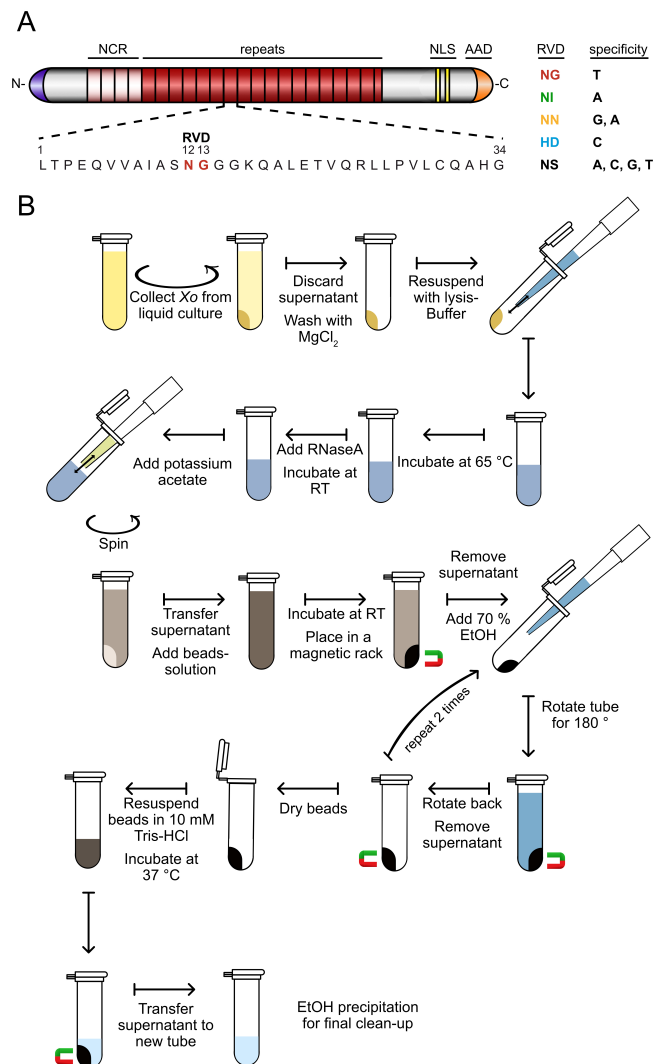 A
NCR
repeats
NLS
AAD
RVD
specificity
N-
-C
NG
T
NI
A
NN
G, A
HD
C
NS
A, C, G, T
RVD
1
12 13
34
L T P E Q V V A I A S N G G G K Q A L E T V Q R L L P V L C Q A H G
B
Collect Xo from
liquid culture
Discard
supernatant
Wash with
MgCl2
Resuspend
with lysis-
Buffer
Incubate at 65 °C
Add RNaseA
Incubate at
RT
Add potassium
acetate
Spin
Transfer
supernatant
Add beads-
solution
Incubate at RT
Place in a
magnetic rack
Remove
supernatant
Add 70 %
EtOH
Rotate tube
for 180 °
Rotate back
Remove
supernatant
repeat 2 times
Dry beads
Resuspend
beads in 10 mM
Tris-HCl
Incubate at
37 °C
Transfer
supernatant to
new tube
EtOH precipitation
for final clean-up